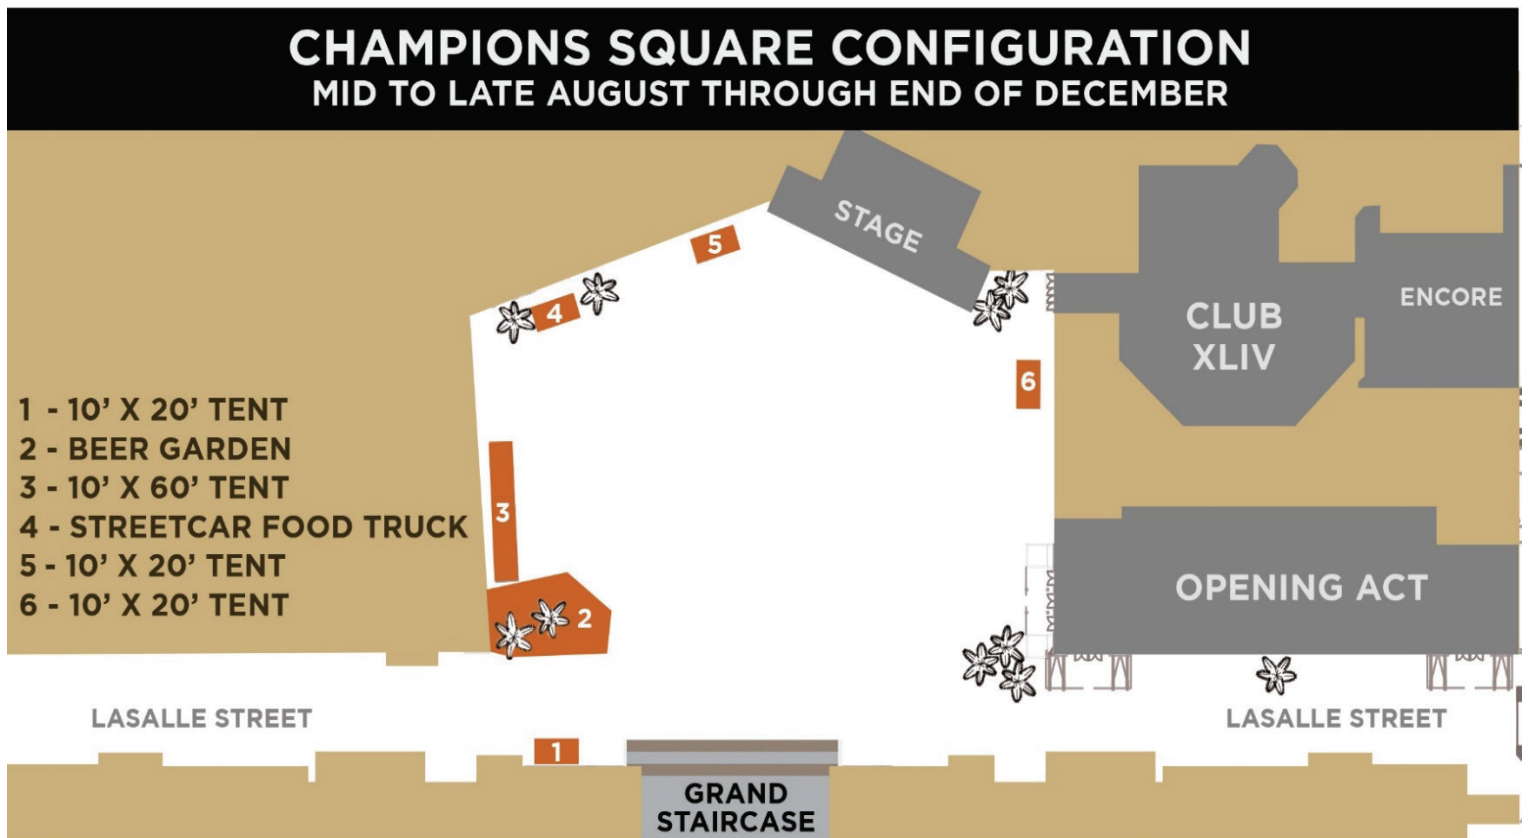 CHAMPIONS SQUARE CONFIGURATION
MID TO LATE AUGUST THROUGH END OF DECEMBER
STAGE
5
4
CLUB
XLIV
ENCORE
6
1 - 10’ X 20’ TENT
2 - BEER GARDEN
3 - 10’ X 60’ TENT
4 - STREETCAR FOOD TRUCK
5 - 10’ X 20’ TENT
6 - 10’ X 20’ TENT
3
2
OPENING ACT
LASALLE STREET
LASALLE STREET
1
GRAND
STAIRCASE